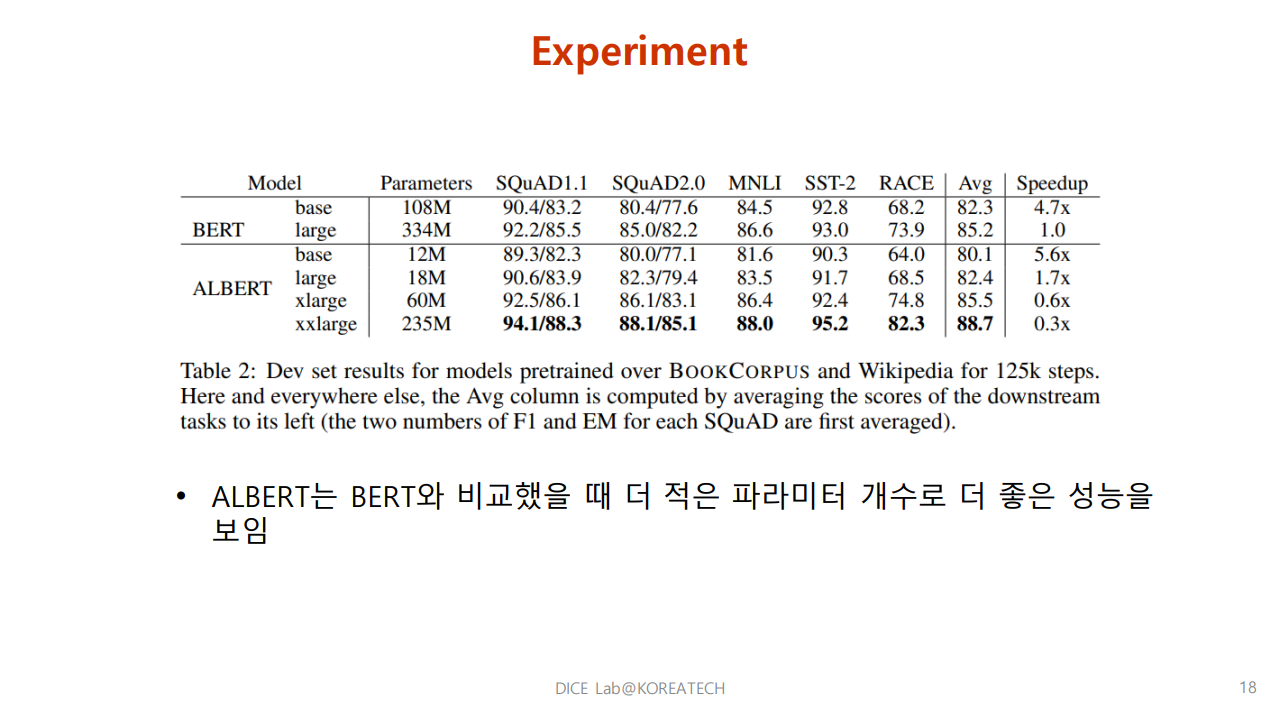 Experiment
Model Parameters SQuAD1.1 SQuAD2.0 MNLI SST-2 RACE Avg Speedup
base 108M 90.4/83.2 80.4/77.6 84.5 92.8 68.2 82.3 4.7x
BERT large 334M 92.2/85.5 85.0/82.2 86.6 93.0 73.9 85.2 1.0
base 12M 89.3/82.3 80.0/77.1 81.6 90.3 64.0 80.1 5.6x
ALBERT large 18M 90.6/83.9 82.3/79.4 83.5 91.7 68.5 82.4 1.7x
xlarge 60M 92.5/86.1 86.1/83.1 86.4 92.4 74.8 85.5 0.6x
xxlarge 235M 94.1/88.3 88.1/85.1 88.0 95.2 82.3 88.7 0.3x
Table 2: Dev set results for models pretrained over BOOKCORPUS and Wikipedia for 125k steps.
Here and everywhere else, the Avg column is computed by averaging the scores of the downstream
tasks to its left (the two numbers of F1 and EM for each SQuAD are first averaged).
• ALBERT는 BERT와 비교했을 때 더 적은 파라미터 개수로 더 좋은 성능을
보임
DICE Lab@KOREATECH
18